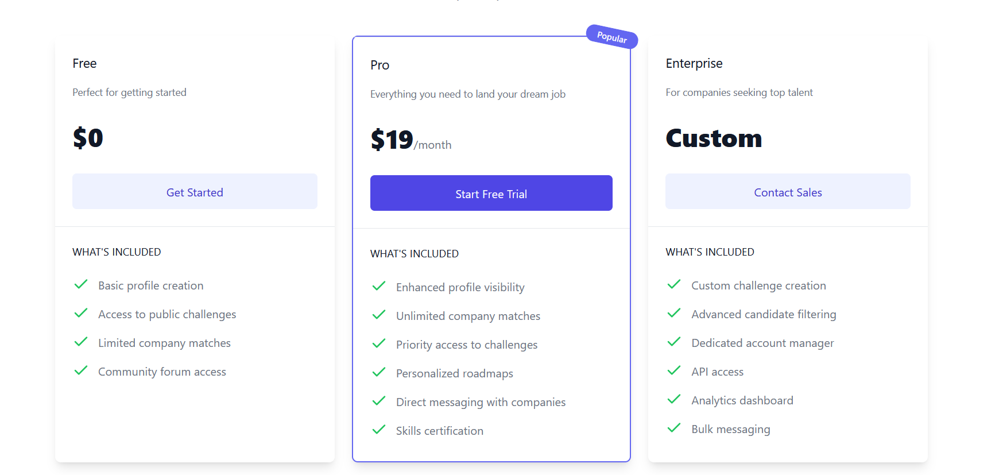 Popular
Free
Perfect for getting started
$0
Get Started
WHAT'S INCLUDED
Basic profile creation
Access to public challenges
Limited company matches
Community forum access
Pro
Everything you need to land your dream job
$19/month
Start Free Trial
WHAT'S INCLUDED
Enhanced profile visibility
Unlimited company matches
Priority access to challenges
Personalized roadmaps
Direct messaging with companies
Skills certification
Enterprise
For companies seeking top talent
Custom
Contact Sales
WHAT'S INCLUDED
Custom challenge creation
Advanced candidate filtering
Dedicated account manager
API access
Analytics dashboard
Bulk messaging